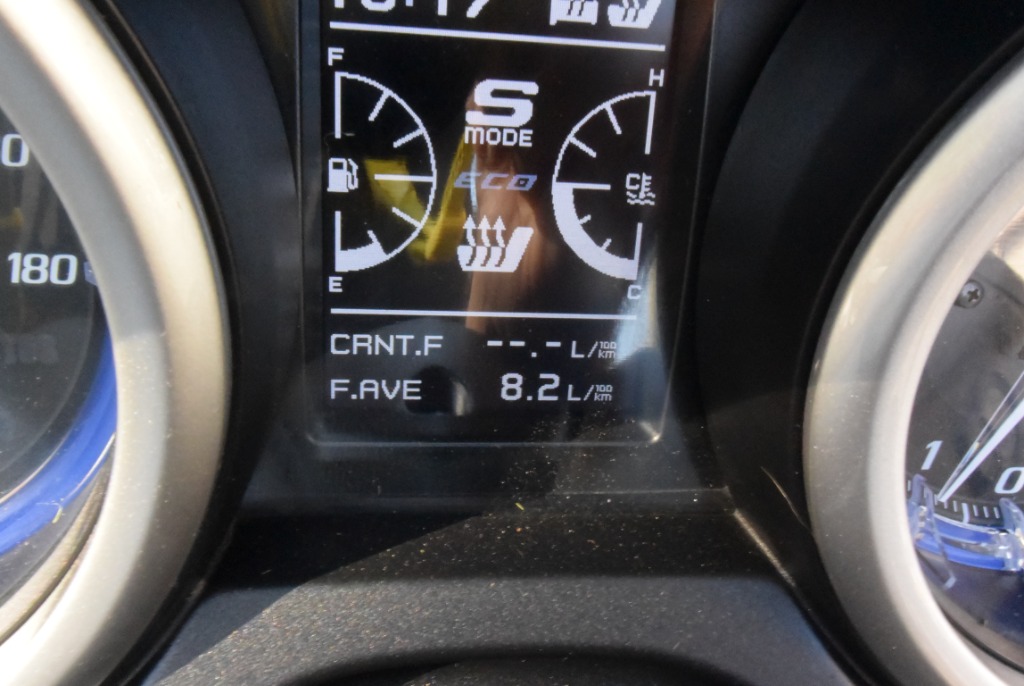 F
H
S
MODE
ECO
E
C
CRNT.F --.- L/100km
F.AVE 8.2 L/100km
180
1
0